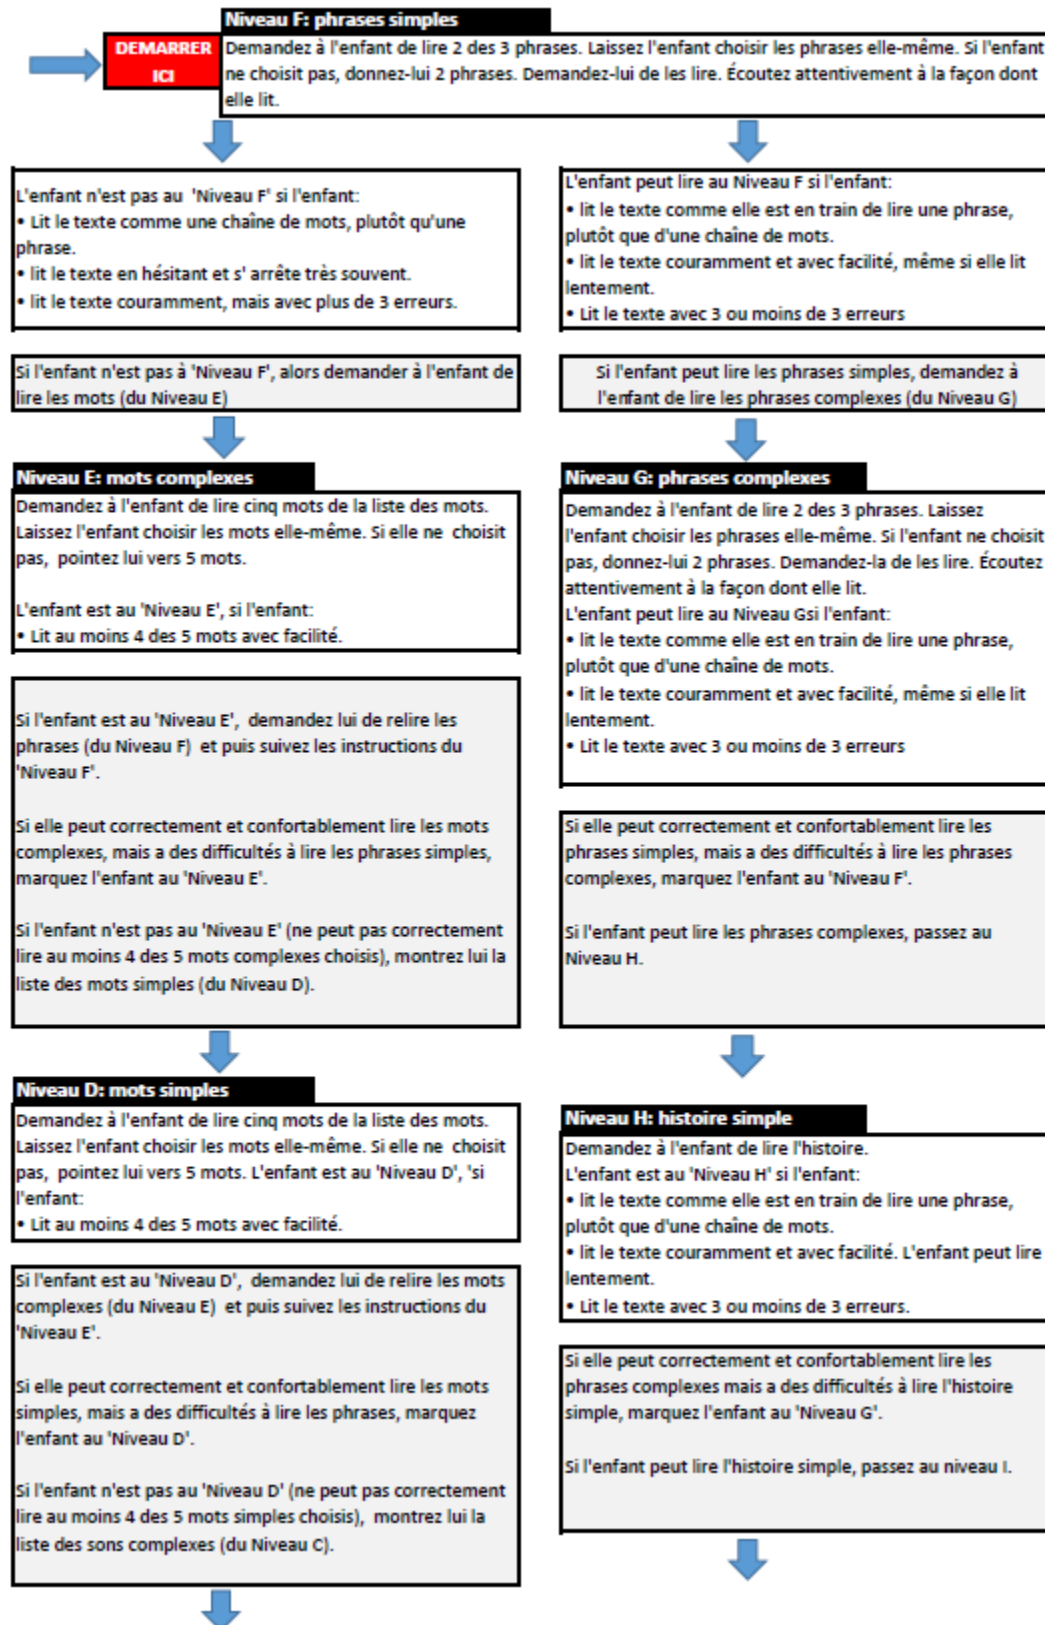 Niveau F: phrases simples
DEMARRER
ICI
Demandez à l'enfant de lire 2 des 3 phrases. Laissez l'enfant choisir les phrases elle-même. Si l'enfant
ne choisit pas, donnez-lui 2 phrases. Demandez-lui de les lire. Écoutez attentivement à la façon dont
elle lit.
L'enfant n'est pas au 'Niveau F' si l'enfant:
• Lit le texte comme une chaîne de mots, plutôt qu'une
phrase.
• lit le texte en hésitant et s' arrête très souvent.
• lit le texte couramment, mais avec plus de 3 erreurs.
Si l'enfant n'est pas à 'Niveau F', alors demander à l'enfant de
lire les mots (du Niveau E)
Niveau E: mots complexes
Demandez à l'enfant de lire cinq mots de la liste des mots.
Laissez l'enfant choisir les mots elle-même. Si elle ne choisit
pas, pointez lui vers 5 mots.
L'enfant est au 'Niveau E', si l'enfant:
• Lit au moins 4 des 5 mots avec facilité.
Si l'enfant est au 'Niveau E', demandez lui de relire les
phrases (du Niveau F) et puis suivez les instructions du
'Niveau F'.
Si elle peut correctement et confortablement lire les mots
complexes, mais a des difficultés à lire les phrases simples,
marquez l'enfant au 'Niveau E'.
Si l'enfant n'est pas au 'Niveau E' (ne peut pas correctement
lire au moins 4 des 5 mots complexes choisis), montrez lui la
liste des mots simples (du Niveau D).
Niveau D: mots simples
Demandez à l'enfant de lire cinq mots de la liste des mots.
Laissez l'enfant choisir les mots elle-même. Si elle ne choisit
pas, pointez lui vers 5 mots. L'enfant est au 'Niveau D', 'si
l'enfant:
• Lit au moins 4 des 5 mots avec facilité.
Si l'enfant est au 'Niveau D', demandez lui de relire les mots
complexes (du Niveau E) et puis suivez les instructions du
'Niveau E'.
Si elle peut correctement et confortablement lire les mots
simples, mais a des difficultés à lire les phrases, marquez
l'enfant au 'Niveau D'.
Si l'enfant n'est pas au 'Niveau D' (ne peut pas correctement
lire au moins 4 des 5 mots simples choisis), montrez lui la
liste des sons complexes (du Niveau C).
L'enfant peut lire au Niveau F si l'enfant:
• lit le texte comme elle est en train de lire une phrase,
plutôt que d'une chaîne de mots.
• lit le texte couramment et avec facilité, même si elle lit
lentement.
• Lit le texte avec 3 ou moins de 3 erreurs
Si l'enfant peut lire les phrases simples, demandez à
l'enfant de lire les phrases complexes (du Niveau G)
Niveau G: phrases complexes
Demandez à l'enfant de lire 2 des 3 phrases. Laissez
l'enfant choisir les phrases elle-même. Si l'enfant ne choisit
pas, donnez-lui 2 phrases. Demandez-la de les lire. Écoutez
attentivement à la façon dont elle lit.
L'enfant peut lire au Niveau Gsi l'enfant:
• lit le texte comme elle est en train de lire une phrase,
plutôt que d'une chaîne de mots.
• lit le texte couramment et avec facilité, même si elle lit
lentement.
• Lit le texte avec 3 ou moins de 3 erreurs
Si elle peut correctement et confortablement lire les
phrases simples, mais a des difficultés à lire les phrases
complexes, marquez l'enfant au 'Niveau F'.
Si l'enfant peut lire les phrases complexes, passez au
Niveau H.
Niveau H: histoire simple
Demandez à l'enfant de lire l'histoire.
L'enfant est au 'Niveau H' si l'enfant:
• lit le texte comme elle est en train de lire une phrase,
plutôt que d'une chaîne de mots.
• lit le texte couramment et avec facilité. L'enfant peut lire
lentement.
• Lit le texte avec 3 ou moins de 3 erreurs.
Si elle peut correctement et confortablement lire les
phrases complexes mais a des difficultés à lire l'histoire
simple, marquez l'enfant au 'Niveau G'.
Si l'enfant peut lire l'histoire simple, passez au niveau I.